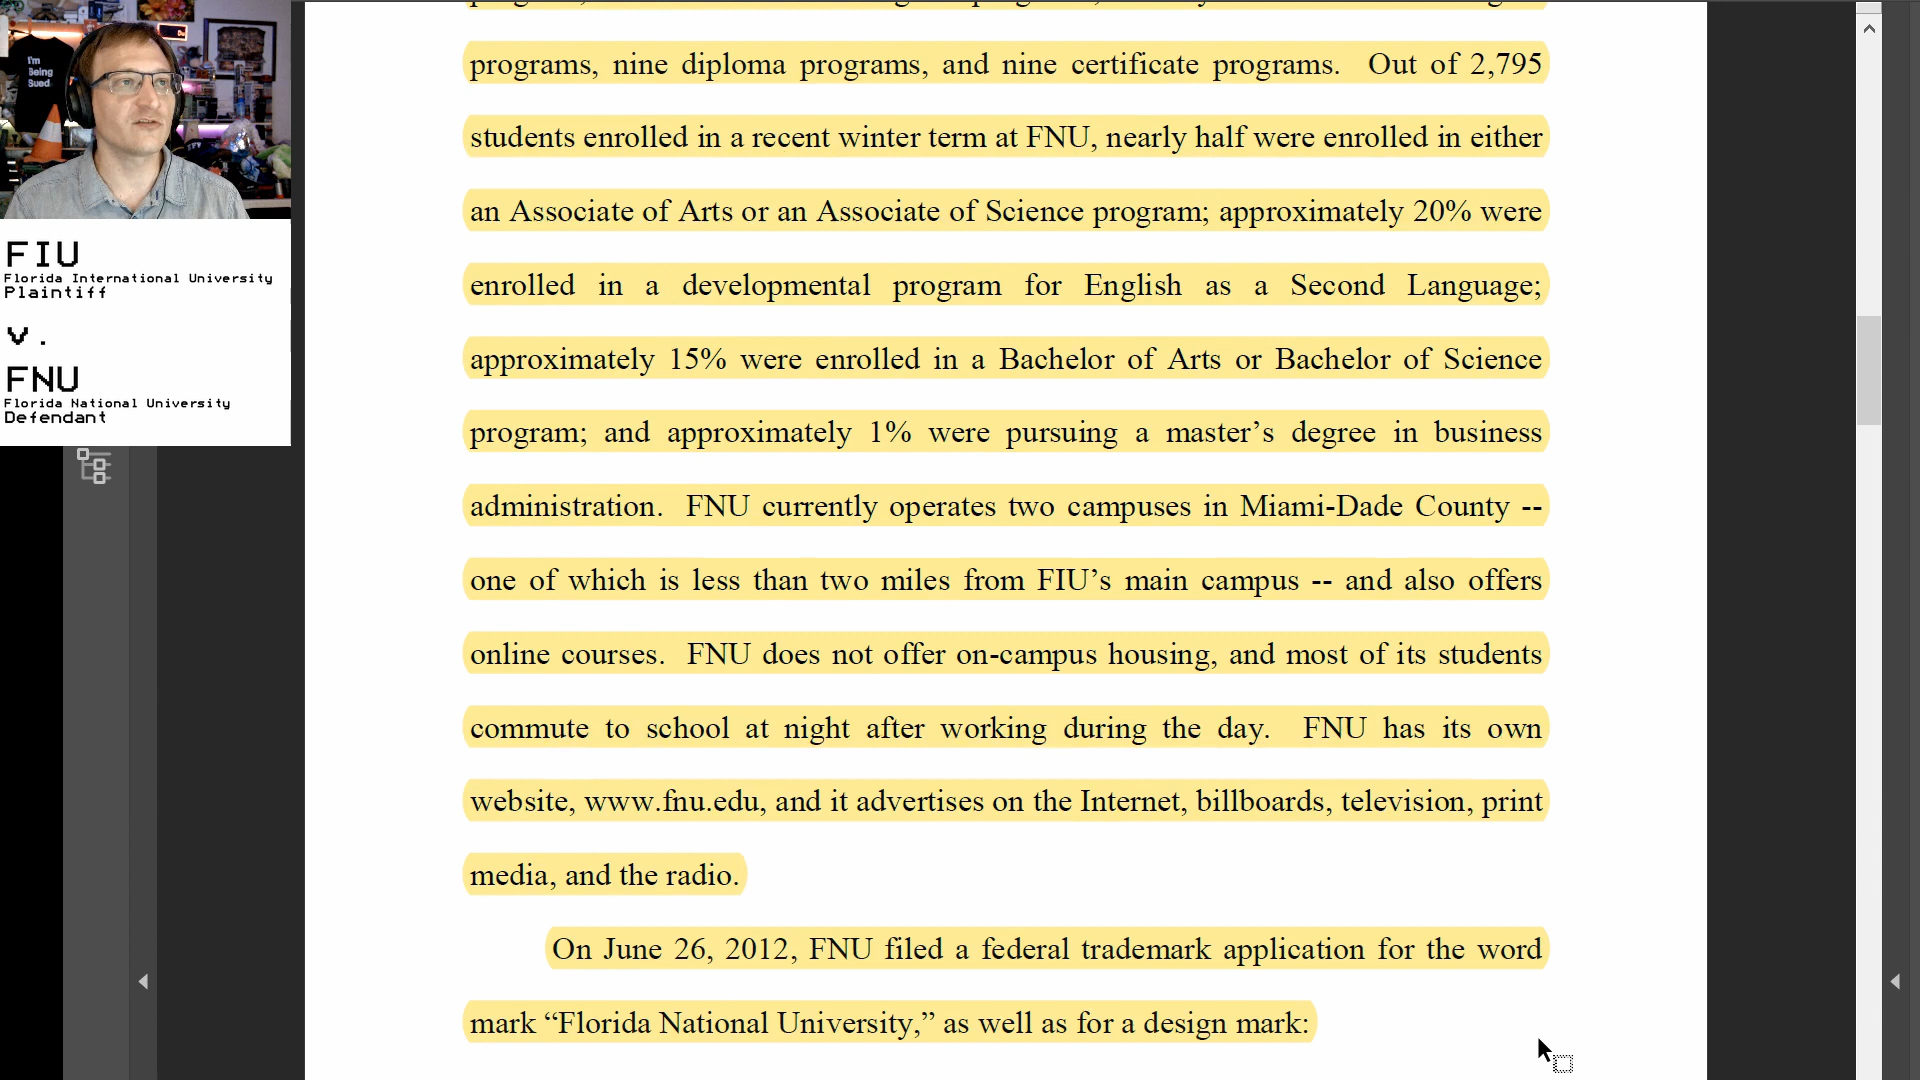 I'm
Being
Sued
FIU
Florida International University
Plaintiff
v.
FNU
Florida National University
Defendant
programs, nine diploma programs, and nine certificate programs. Out of 2,795
students enrolled in a recent winter term at FNU, nearly half were enrolled in either
an Associate of Arts or an Associate of Science program; approximately 20% were
enrolled in a developmental program for English as a Second Language;
approximately 15% were enrolled in a Bachelor of Arts or Bachelor of Science
program; and approximately 1% were pursuing a master’s degree in business
administration. FNU currently operates two campuses in Miami-Dade County --
one of which is less than two miles from FIU’s main campus -- and also offers
online courses. FNU does not offer on-campus housing, and most of its students
commute to school at night after working during the day. FNU has its own
website, www.fnu.edu, and it advertises on the Internet, billboards, television, print
media, and the radio.
On June 26, 2012, FNU filed a federal trademark application for the word
mark “Florida National University,” as well as for a design mark: